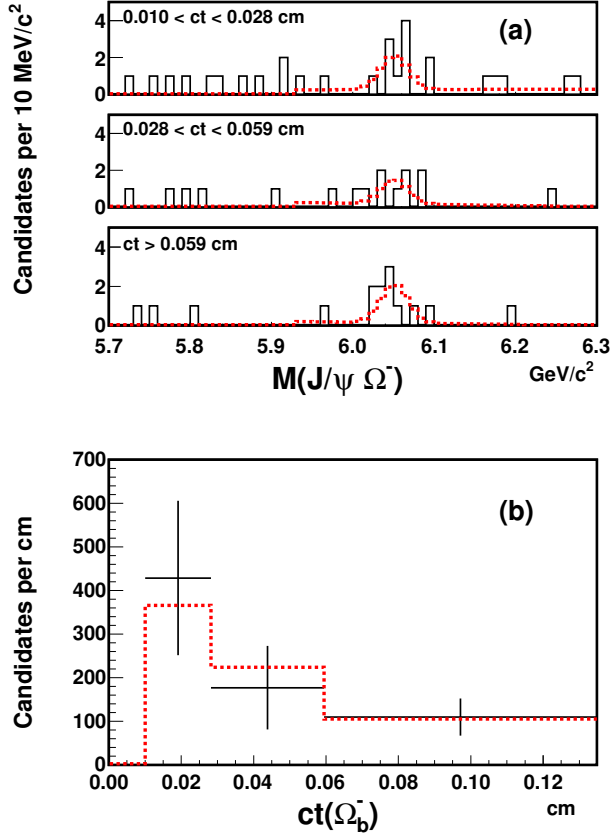 Candidates per 10 MeV/c²
0.010 < ct < 0.028 cm
(a)
4
2
0
0.028 < ct < 0.059 cm
4
2
0
ct > 0.059 cm
4
2
0
5.7 5.8 5.9 6.0 6.1 6.2 6.3
M(J/ψ Ω⁻) GeV/c²
Candidates per cm
(b)
700
600
500
400
300
200
100
0
0.00 0.02 0.04 0.06 0.08 0.10 0.12
ct(Ω_b⁻) cm